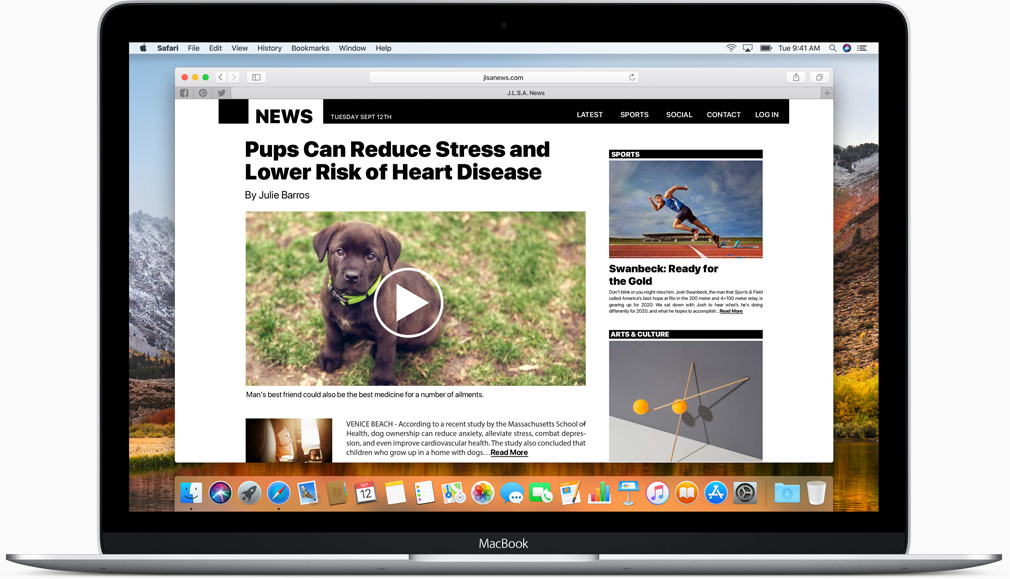 Safari File Edit View History Bookmarks Window Help Tue 9:41 AM
jlsanews.com
J.L.S.A. News
NEWS TUESDAY SEPT 12TH LATEST SPORTS SOCIAL CONTACT LOG IN
Pups Can Reduce Stress and
Lower Risk of Heart Disease
By Julie Barros
Man's best friend could also be the best medicine for a number of ailments.
VENICE BEACH - According to a recent study by the Massachusetts School of
Health, dog ownership can reduce anxiety, alleviate stress, combat depres-
sion, and even improve cardiovascular health. The study also concluded that
children who grow up in a home with dogs...Read More
SPORTS
Swanbeck: Ready for
the Gold
Don't blink or you might miss him. Josh Swanbeck, the man that Sports & Field
called America's best hope at Rio in the 200 meter and 4×100 meter relay, is
gearing up for 2020. We sat down with Josh to hear what's he's doing
differently for 2020, and what he hopes to accomplish...Read More
ARTS & CULTURE
12
MacBook